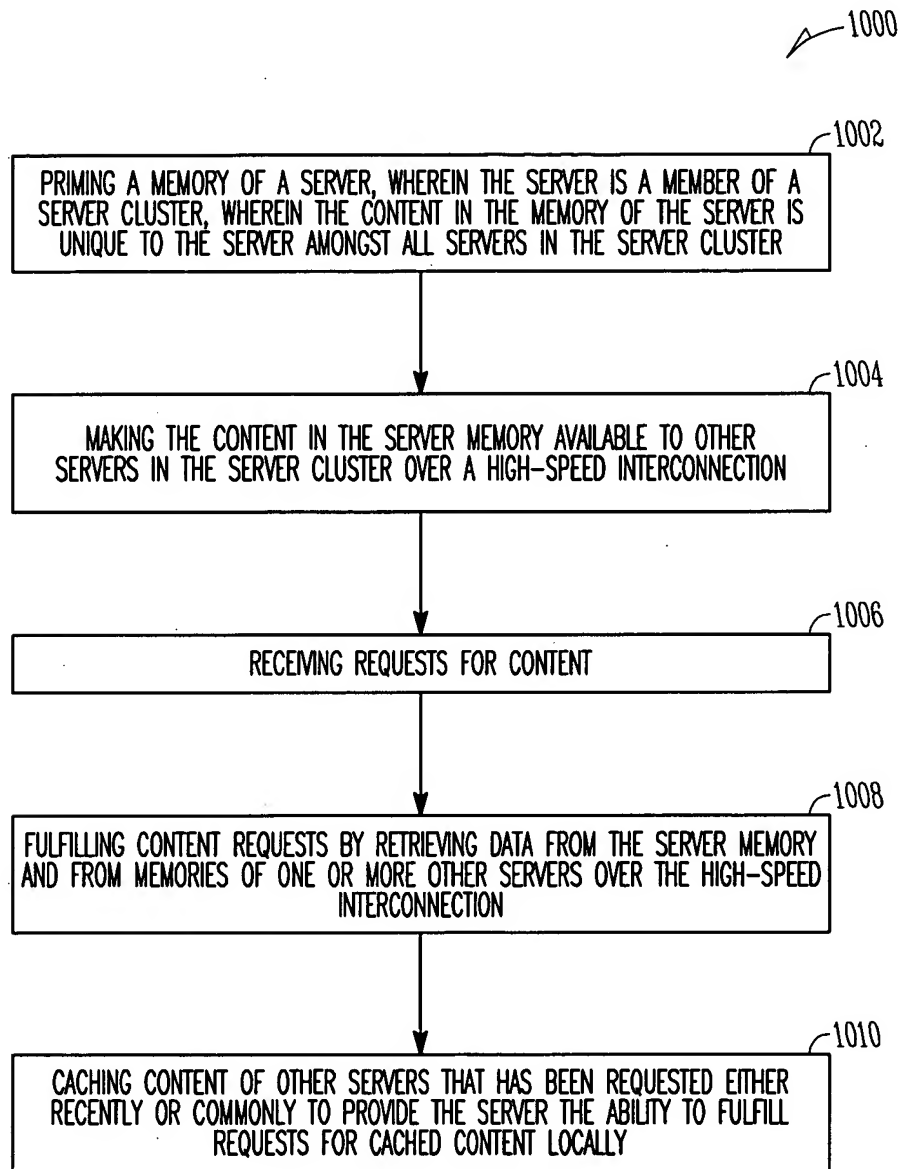 1000
1002
PRIMING A MEMORY OF A SERVER, WHEREIN THE SERVER IS A MEMBER OF A
SERVER CLUSTER, WHEREIN THE CONTENT IN THE MEMORY OF THE SERVER IS
UNIQUE TO THE SERVER AMONGST ALL SERVERS IN THE SERVER CLUSTER
1004
MAKING THE CONTENT IN THE SERVER MEMORY AVAILABLE TO OTHER
SERVERS IN THE SERVER CLUSTER OVER A HIGH-SPEED INTERCONNECTION
1006
RECEIVING REQUESTS FOR CONTENT
1008
FULFILLING CONTENT REQUESTS BY RETRIEVING DATA FROM THE SERVER MEMORY
AND FROM MEMORIES OF ONE OR MORE OTHER SERVERS OVER THE HIGH-SPEED
INTERCONNECTION
1010
CACHING CONTENT OF OTHER SERVERS THAT HAS BEEN REQUESTED EITHER
RECENTLY OR COMMONLY TO PROVIDE THE SERVER THE ABILITY TO FULFILL
REQUESTS FOR CACHED CONTENT LOCALLY